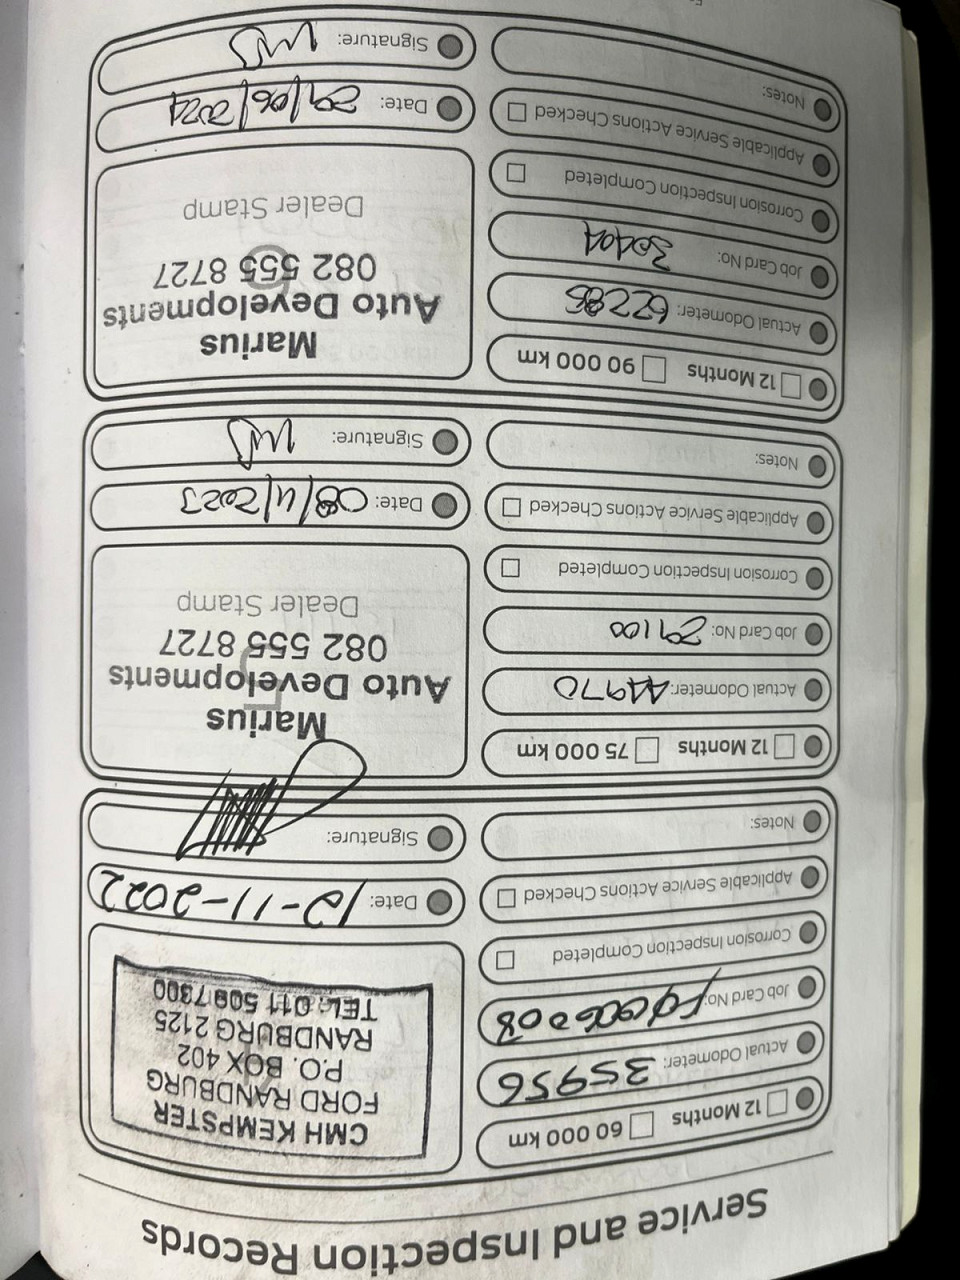 Service and Inspection Records
12 Months 60 000 km
Actual Odometer: 35956
Job Card No:
Corrosion Inspection Completed
Applicable Service Actions Checked
Notes:
CMH KEMPSTER
FORD RANDBURG
P.O. BOX 402
RANDBURG 2125
TEL: 011 509 7300
Date: 12-11-2022
Signature:
12 Months 75 000 km
Actual Odometer: 44970
Job Card No: 29100
Corrosion Inspection Completed
Applicable Service Actions Checked
Notes:
Marius
Auto Developments
082 555 8727
Dealer Stamp
Date: 08/11/2023
Signature:
12 Months 90 000 km
Actual Odometer: 62285
Job Card No: 30404
Corrosion Inspection Completed
Applicable Service Actions Checked
Notes:
Marius
Auto Developments
082 555 8727
Dealer Stamp
Date: 29/06/2024
Signature: